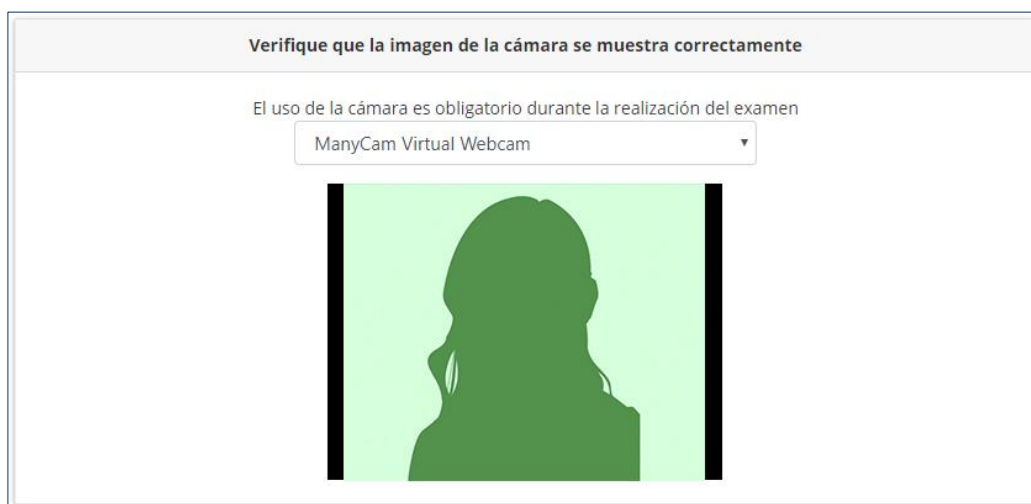 Verifique que la imagen de la cámara se muestra correctamente
El uso de la cámara es obligatorio durante la realización del examen
ManyCam Virtual Webcam